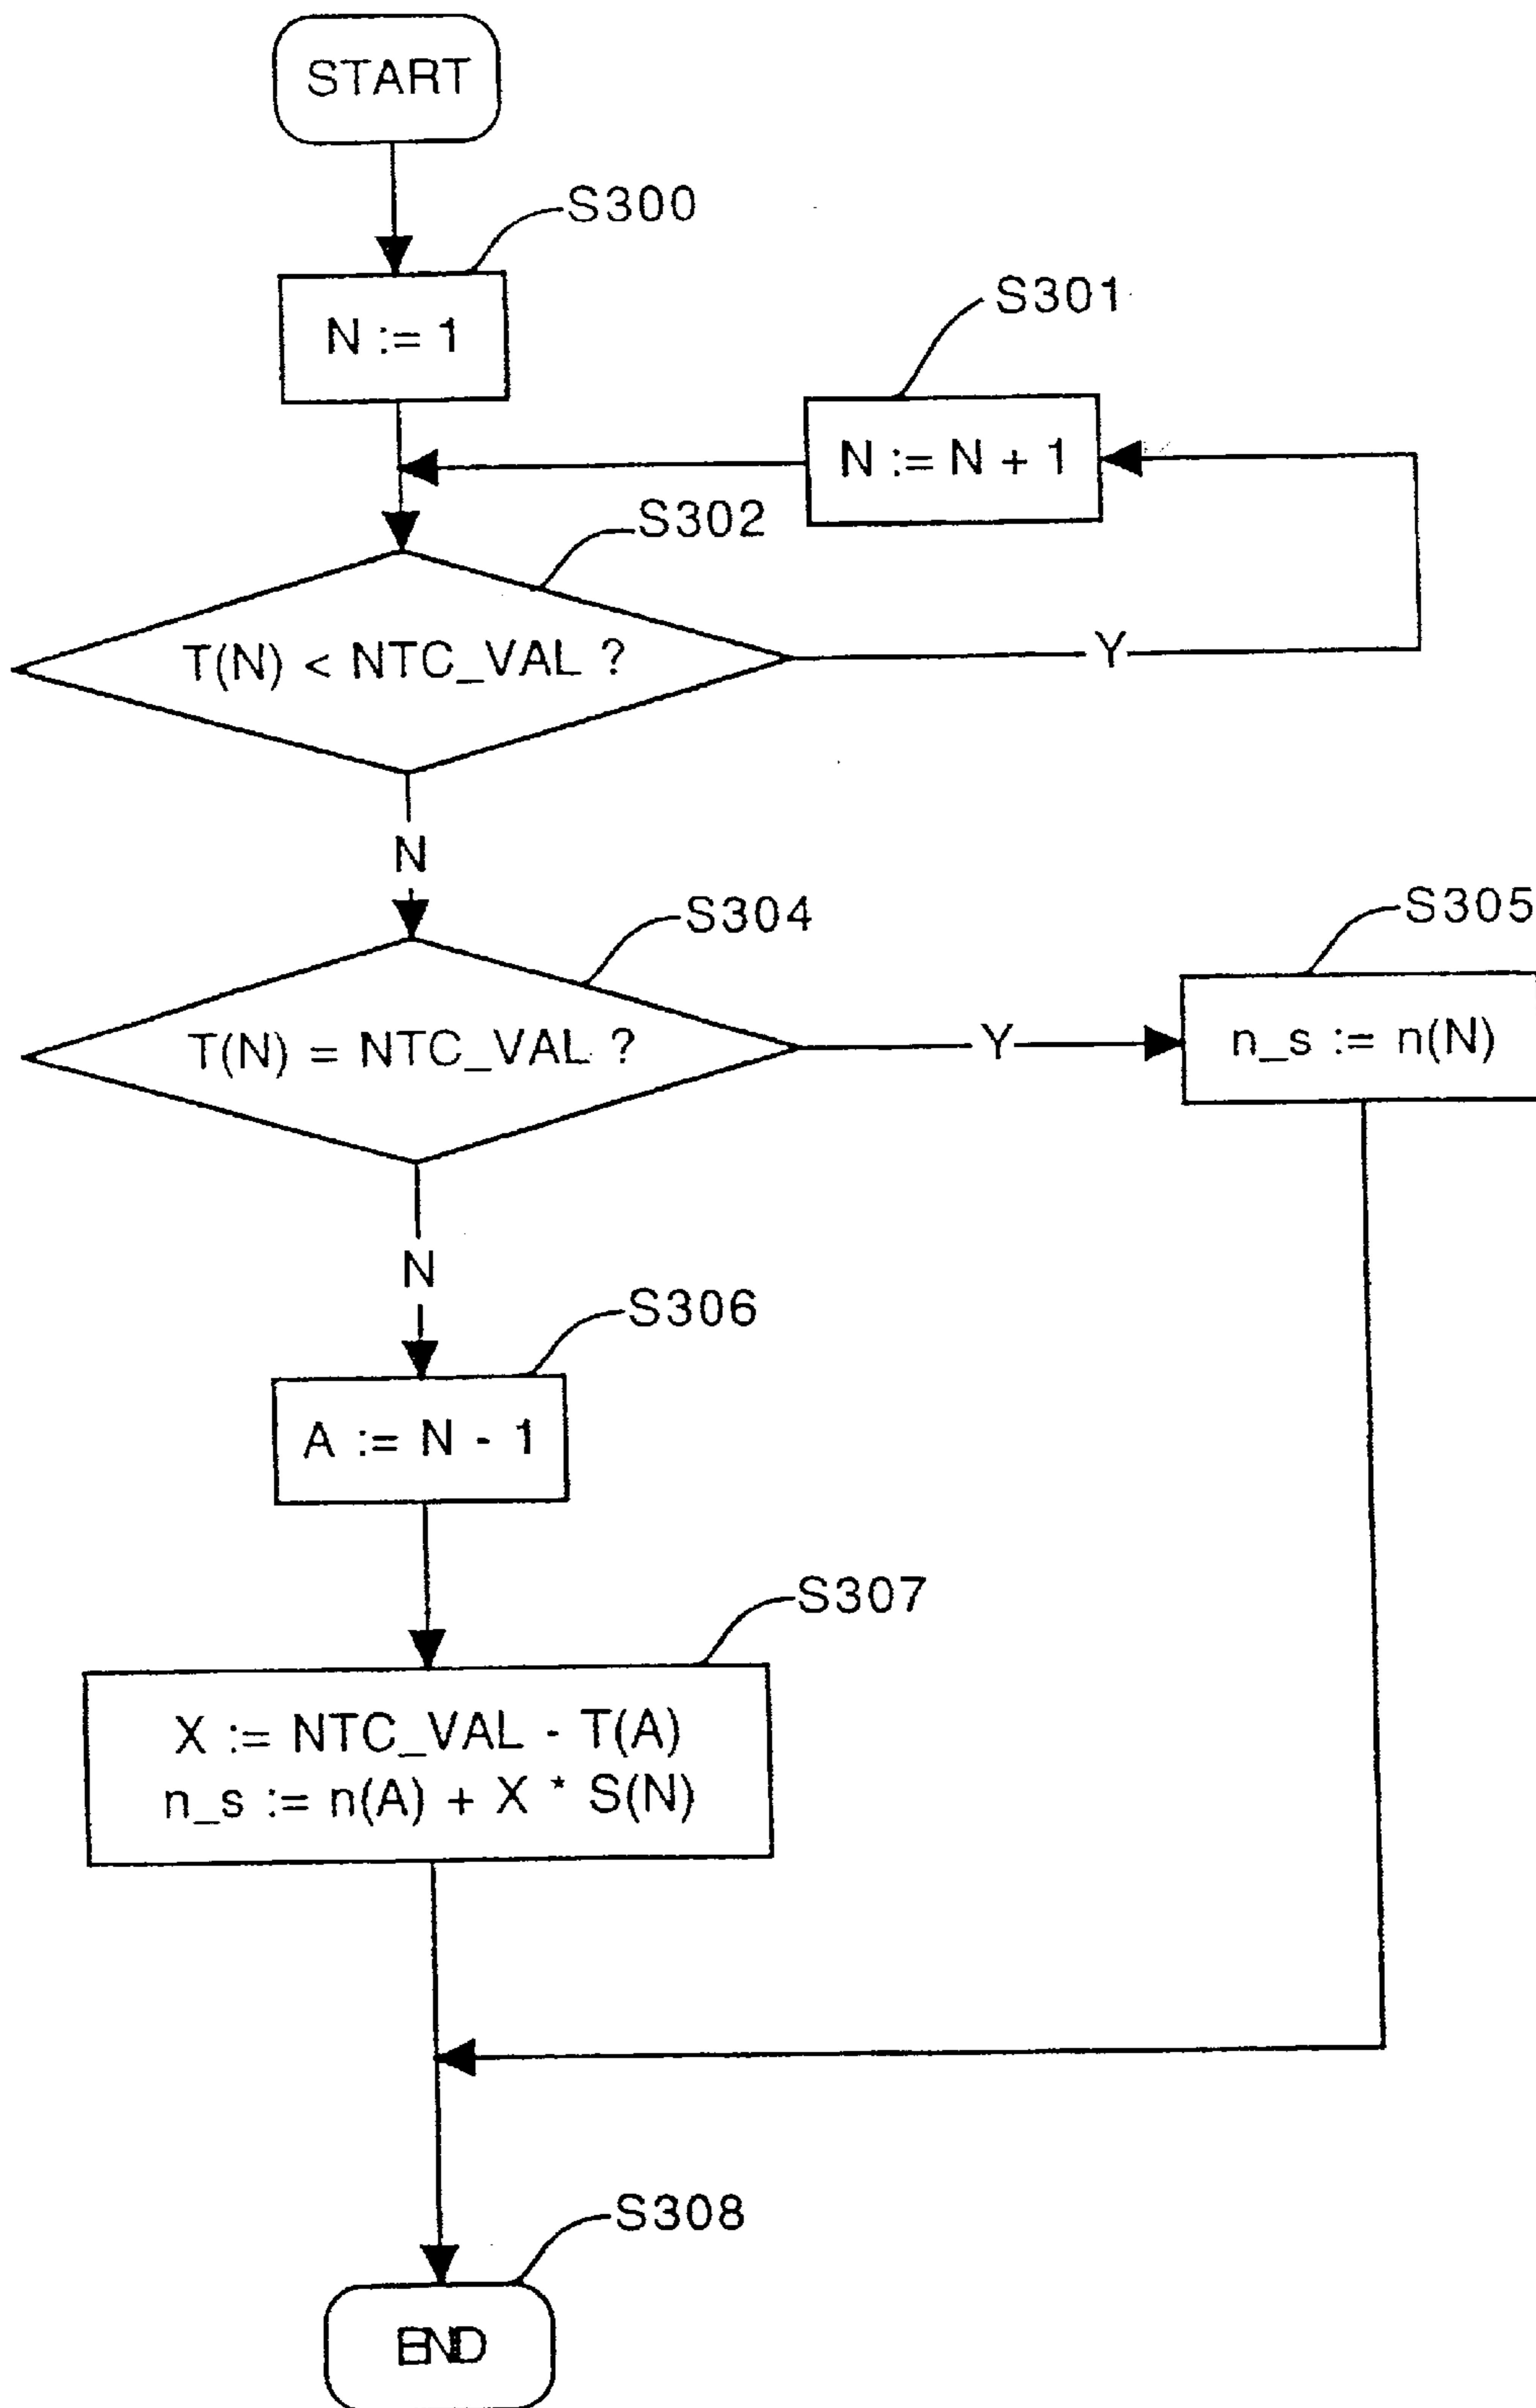 START
S300
N := 1
S301
N := N + 1
S302
T(N) < NTC_VAL ?
Y
N
S304
S305
T(N) = NTC_VAL ?
Y
n_s := n(N)
N
S306
A := N - 1
S307
X := NTC_VAL - T(A)
n_s := n(A) + X * S(N)
S308
END